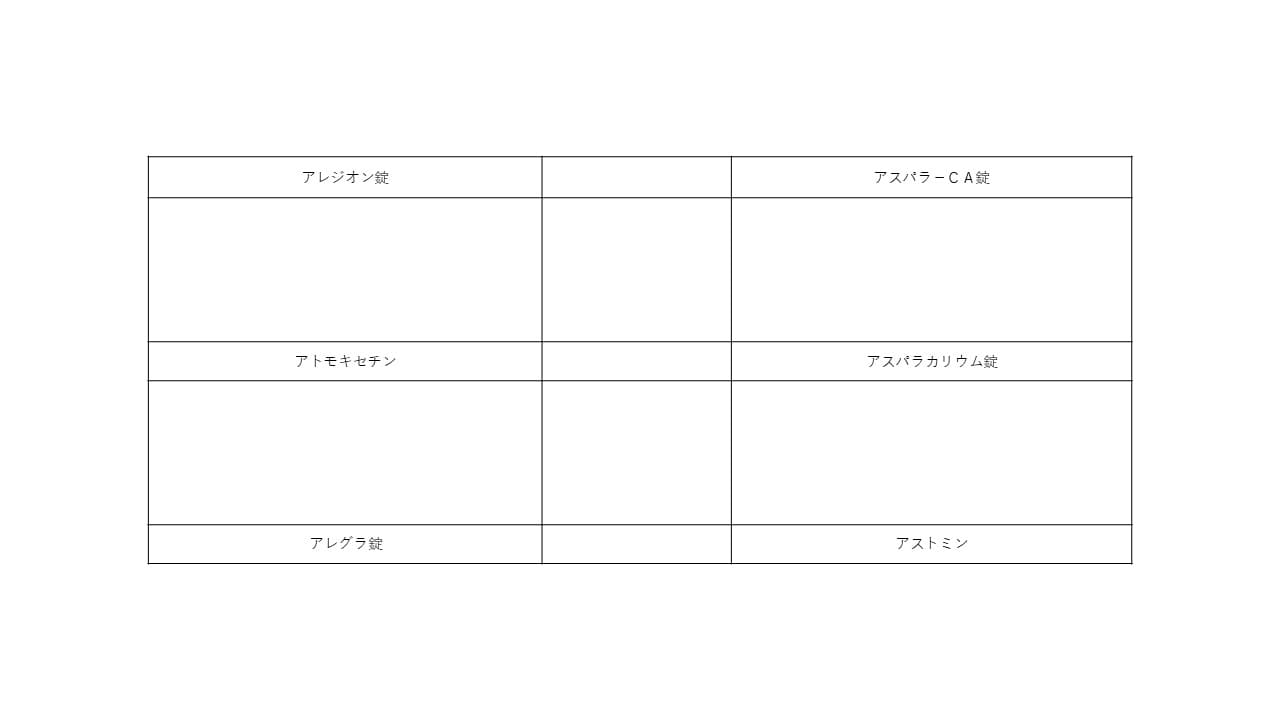 アレジオン錠
アスパラ－ＣＡ錠
アトモキセチン
アスパラカリウム錠
アレグラ錠
アストミン